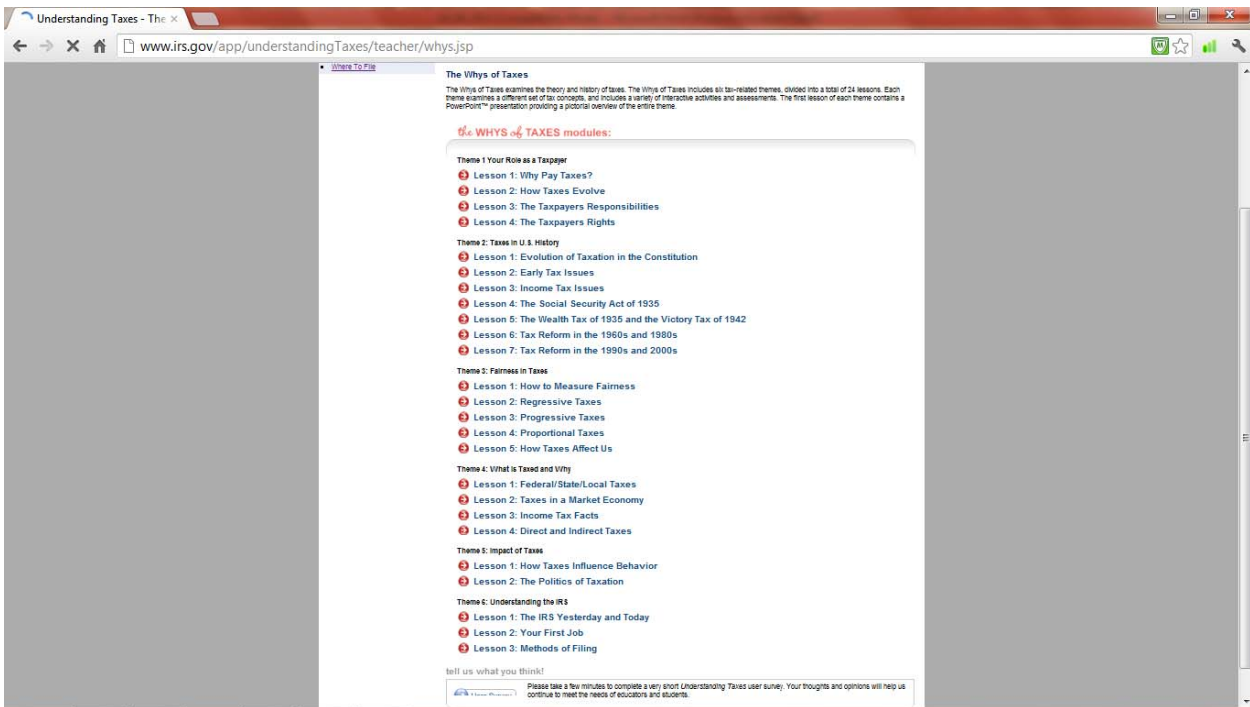 Understanding Taxes - The
www.irs.gov/app/understandingTaxes/teacher/whys.jsp
Where To File
The Whys of Taxes
The Whys of Taxes examines the theory and history of taxes. The Whys of Taxes includes six tax-related themes, divided into a total of 24 lessons. Each
theme examines a different set of tax concepts, and includes a variety of interactive activities and assessments. The first lesson of each theme contains a
PowerPoint™ presentation providing a pictorial overview of the entire theme.
the WHYS of TAXES modules:
Theme 1 Your Role as a Taxpayer
Lesson 1: Why Pay Taxes?
Lesson 2: How Taxes Evolve
Lesson 3: The Taxpayers Responsibilities
Lesson 4: The Taxpayers Rights
Theme 2: Taxes in U.S. History
Lesson 1: Evolution of Taxation in the Constitution
Lesson 2: Early Tax Issues
Lesson 3: Income Tax Issues
Lesson 4: The Social Security Act of 1935
Lesson 5: The Wealth Tax of 1935 and the Victory Tax of 1942
Lesson 6: Tax Reform in the 1960s and 1980s
Lesson 7: Tax Reform in the 1990s and 2000s
Theme 3: Fairness in Taxes
Lesson 1: How to Measure Fairness
Lesson 2: Regressive Taxes
Lesson 3: Progressive Taxes
Lesson 4: Proportional Taxes
Lesson 5: How Taxes Affect Us
Theme 4: What is Taxed and Why
Lesson 1: Federal/State/Local Taxes
Lesson 2: Taxes in a Market Economy
Lesson 3: Income Tax Facts
Lesson 4: Direct and Indirect Taxes
Theme 5: Impact of Taxes
Lesson 1: How Taxes Influence Behavior
Lesson 2: The Politics of Taxation
Theme 6: Understanding the IRS
Lesson 1: The IRS Yesterday and Today
Lesson 2: Your First Job
Lesson 3: Methods of Filing
tell us what you think!
Please take a few minutes to complete a very short Understanding Taxes user survey. Your thoughts and opinions will help us
continue to meet the needs of educators and students.